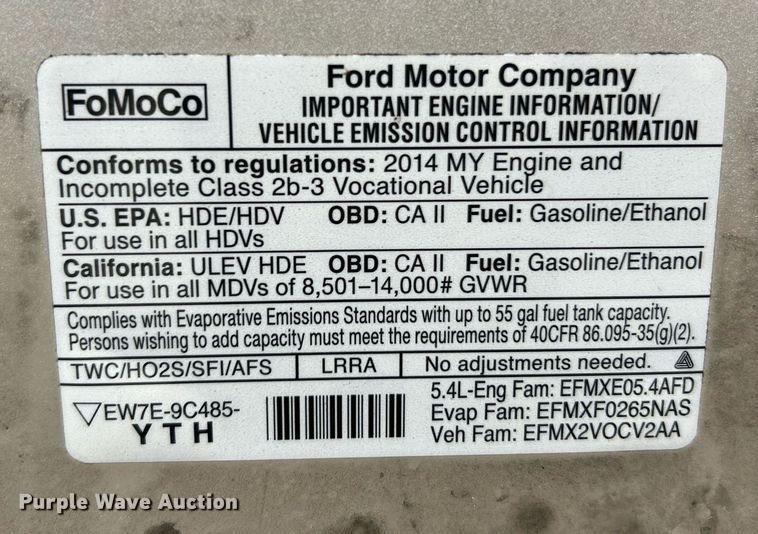 FoMoCo
Ford Motor Company
IMPORTANT ENGINE INFORMATION/
VEHICLE EMISSION CONTROL INFORMATION
Conforms to regulations: 2014 MY Engine and
Incomplete Class 2b-3 Vocational Vehicle
U.S. EPA: HDE/HDV OBD: CA II Fuel: Gasoline/Ethanol
For use in all HDVs
California: ULEV HDE OBD: CA II Fuel: Gasoline/Ethanol
For use in all MDVs of 8,501–14,000# GVWR
Complies with Evaporative Emissions Standards with up to 55 gal fuel tank capacity.
Persons wishing to add capacity must meet the requirements of 40CFR 86.095-35(g)(2).
TWC/HO2S/SFI/AFS LRRA No adjustments needed.
EW7E-9C485-
YTH
5.4L-Eng Fam: EFMXE05.4AFD
Evap Fam: EFMXF0265NAS
Veh Fam: EFMX2VOCV2AA
Purple Wave Auction